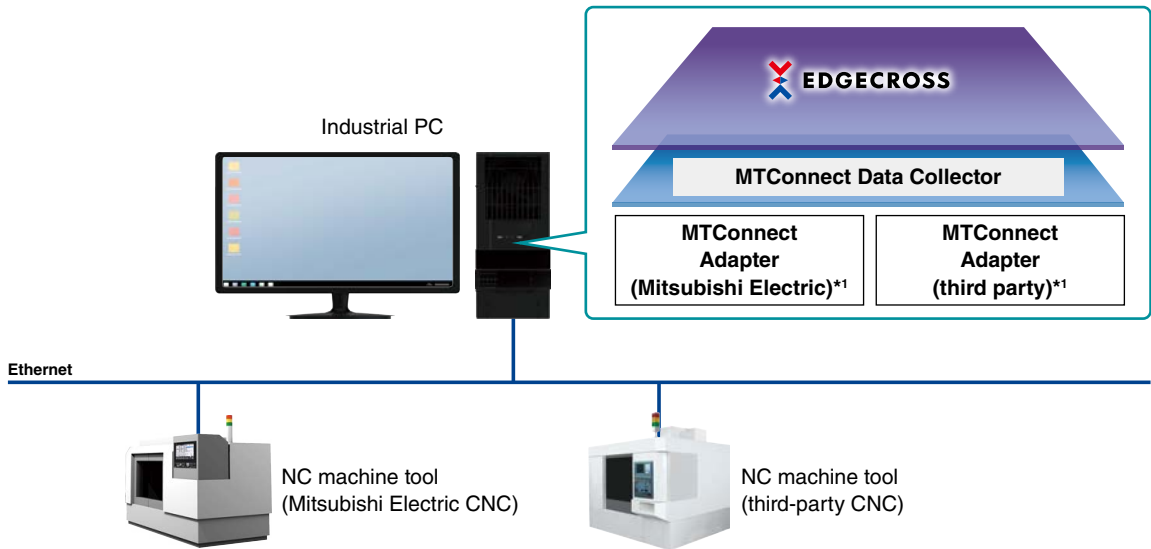 EDGECROSS
Industrial PC
MTConnect Data Collector
MTConnect
Adapter
(Mitsubishi Electric)*1
MTConnect
Adapter
(third party)*1
Ethernet
NC machine tool
(Mitsubishi Electric CNC)
NC machine tool
(third-party CNC)